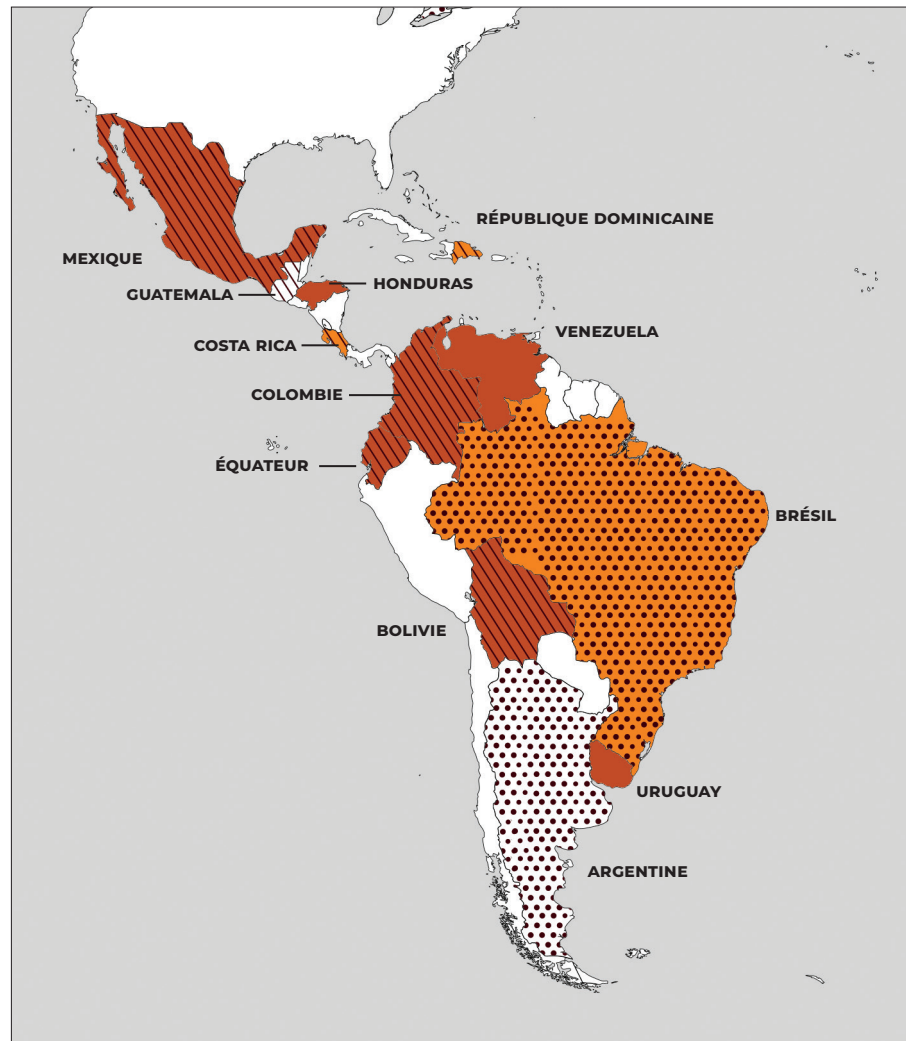 RÉPUBLIQUE DOMINICAINE
MEXIQUE
HONDURAS
GUATEMALA
VENEZUELA
COSTA RICA
COLOMBIE
ÉQUATEUR
BRÉSIL
BOLIVIE
URUGUAY
ARGENTINE